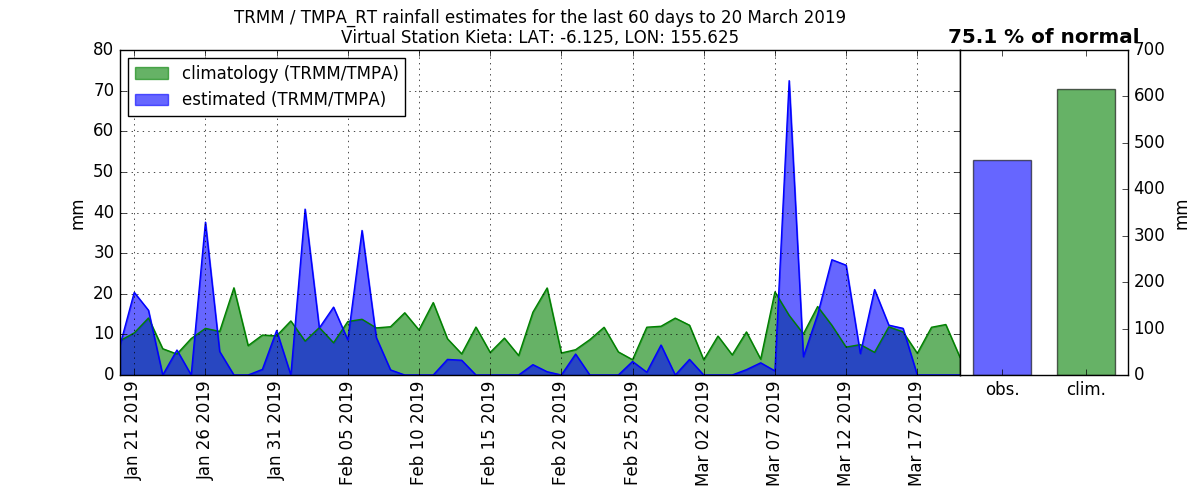 TRMM / TMPA_RT rainfall estimates for the last 60 days to 20 March 2019
Virtual Station Kieta: LAT: -6.125, LON: 155.625
75.1 % of normal
climatology (TRMM/TMPA)
estimated (TRMM/TMPA)
80
70
60
50
40
30
20
10
0
mm
Jan 21 2019
Jan 26 2019
Jan 31 2019
Feb 05 2019
Feb 10 2019
Feb 15 2019
Feb 20 2019
Feb 25 2019
Mar 02 2019
Mar 07 2019
Mar 12 2019
Mar 17 2019
obs.
clim.
700
600
500
400
300
200
100
0
mm